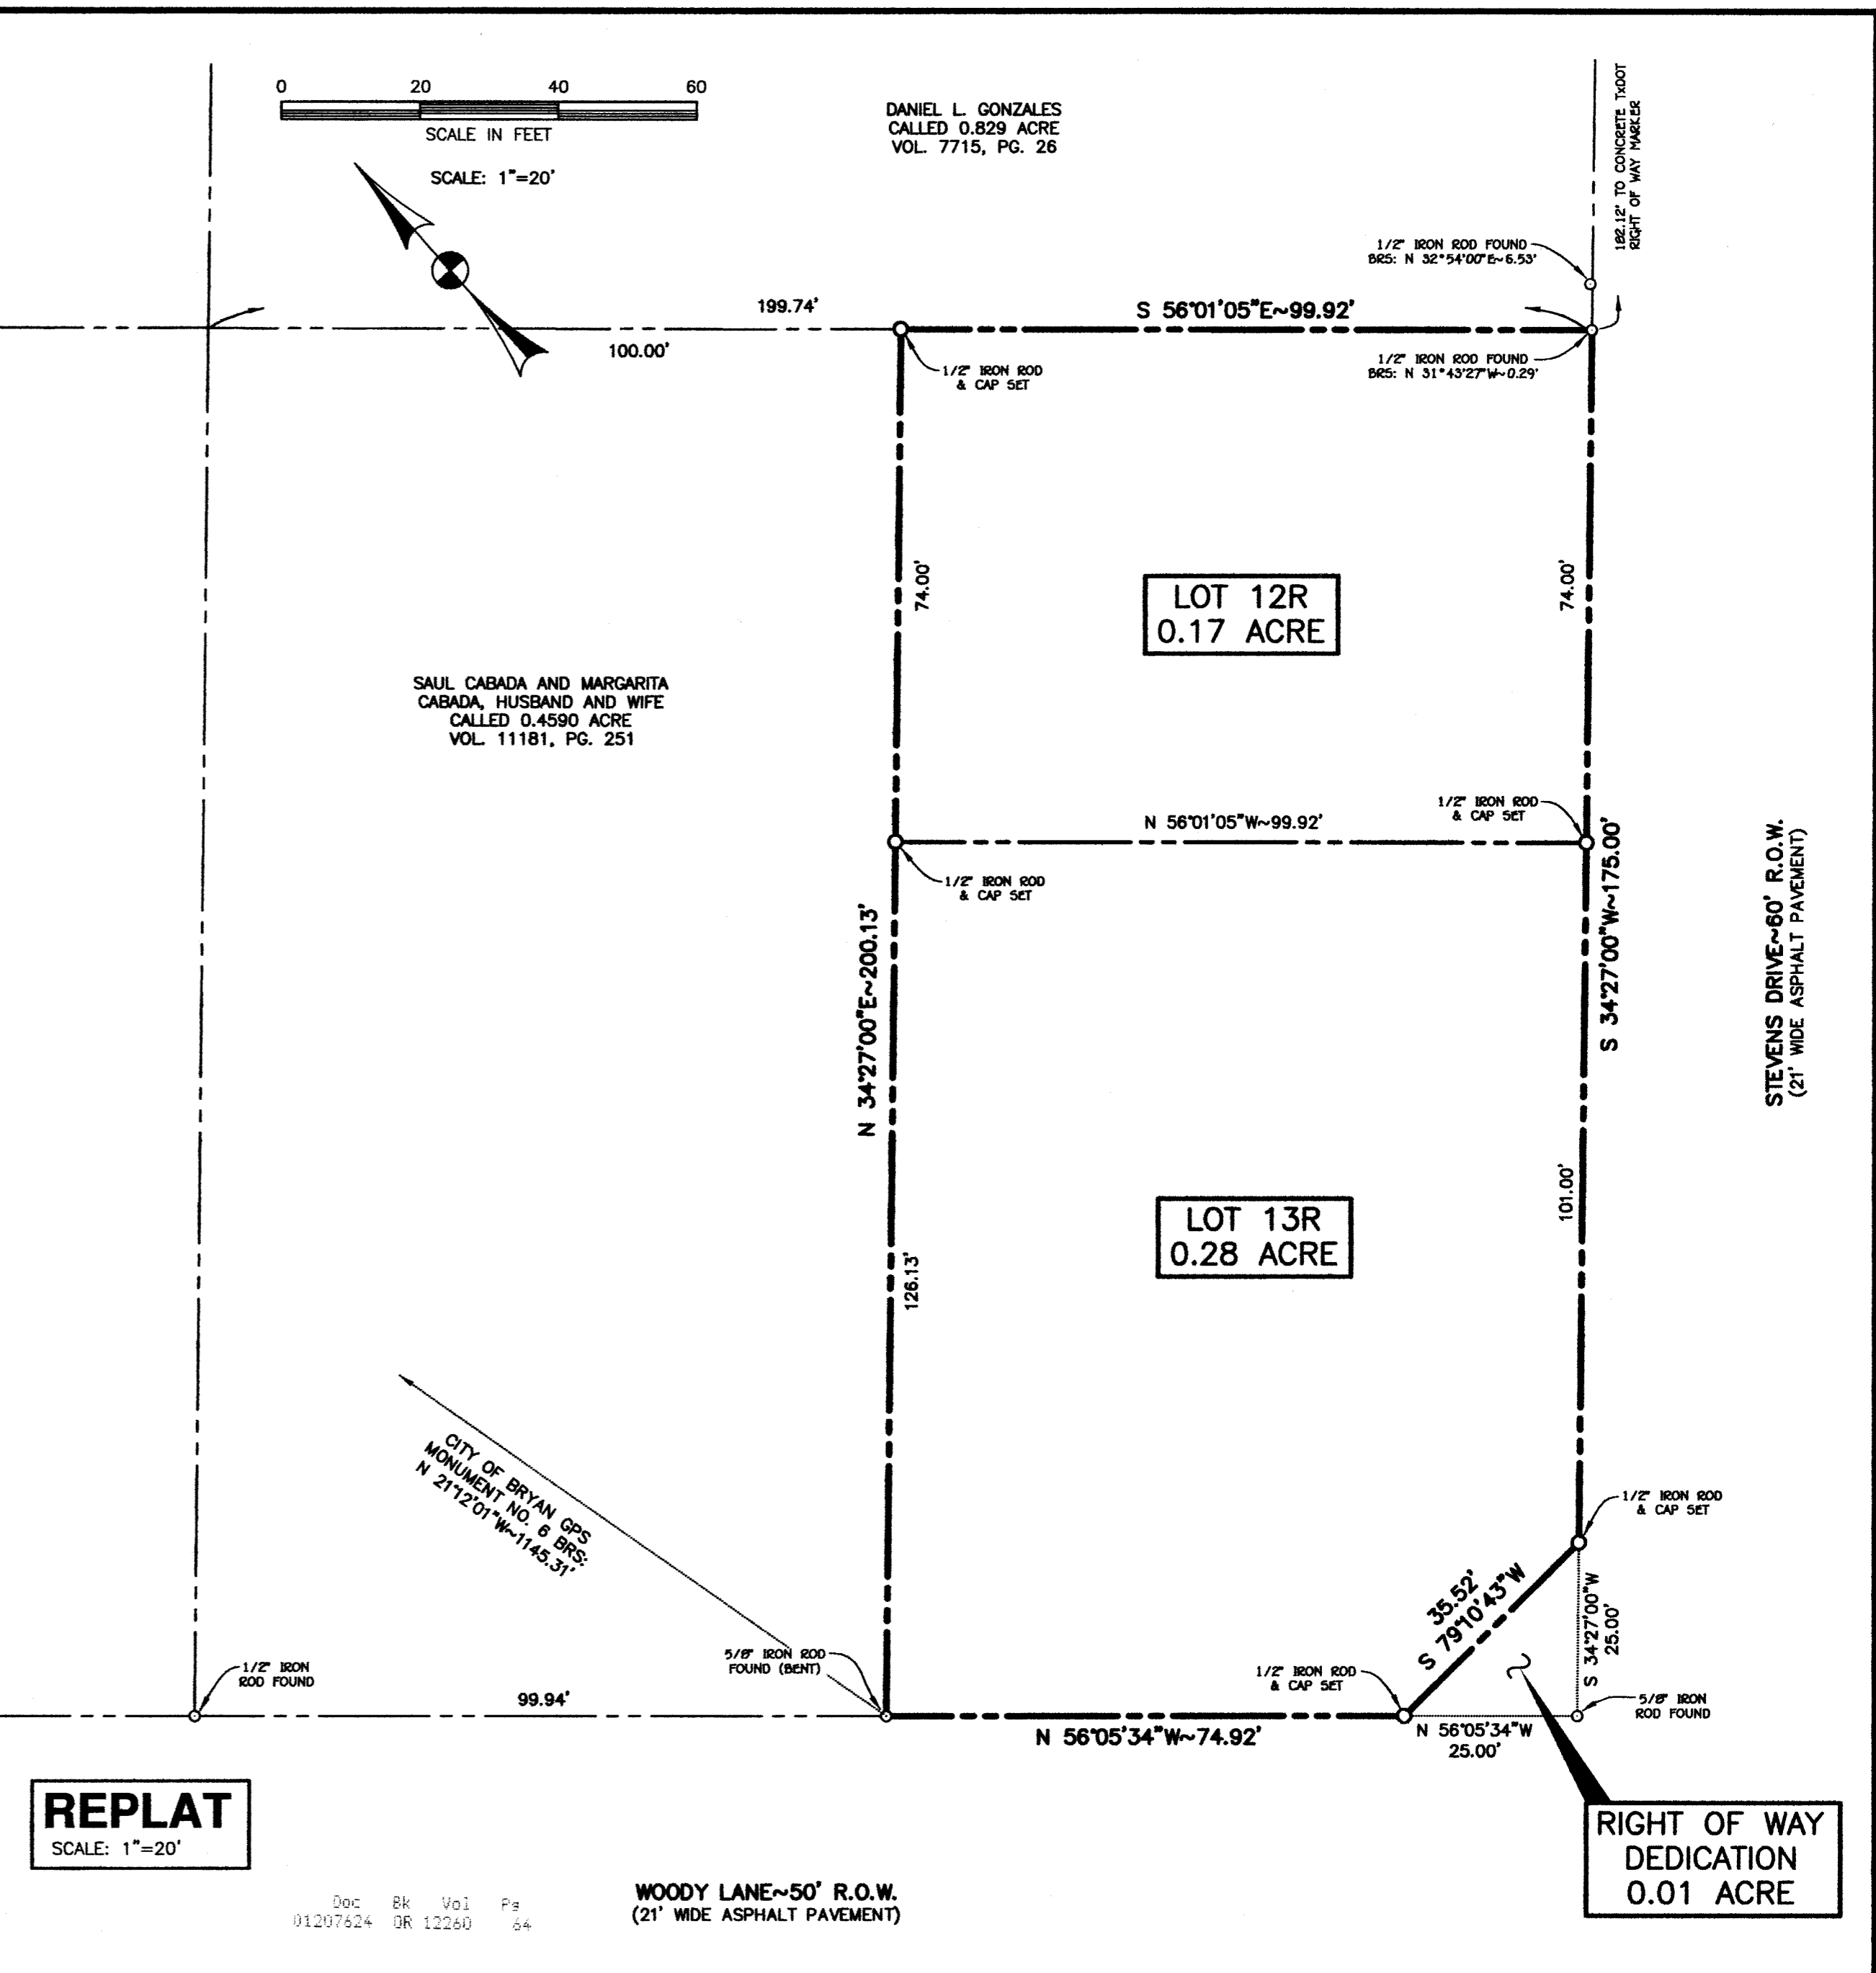 0 20 40 60
SCALE IN FEET
SCALE: 1"=20'
DANIEL L. GONZALES
CALLED 0.829 ACRE
VOL. 7715, PG. 26
182.12' TO CONCRETE TxDOT
RIGHT OF WAY MARKER
1/2" IRON ROD FOUND
BRS: N 32°54'00"E~6.53'
199.74'
S 56°01'05"E~99.92'
100.00'
1/2" IRON ROD
& CAP SET
1/2" IRON ROD FOUND
BRS: N 31°43'27"W~0.29'
74.00'
LOT 12R
0.17 ACRE
74.00'
SAUL CABADA AND MARGARITA
CABADA, HUSBAND AND WIFE
CALLED 0.4590 ACRE
VOL. 11181, PG. 251
N 56°01'05"W~99.92'
1/2" IRON ROD
& CAP SET
1/2" IRON ROD
& CAP SET
N 34°27'00"E~200.13'
S 34°27'00"W~175.00'
STEVENS DRIVE~60' R.O.W.
(21' WIDE ASPHALT PAVEMENT)
101.00'
LOT 13R
0.28 ACRE
126.13'
CITY OF BRYAN GPS
MONUMENT NO. 6 BRS:
N 21°12'01"W~1145.31'
1/2" IRON ROD
& CAP SET
35.52'
S 79°10'43"W
S 34°27'00"W
25.00'
1/2" IRON
ROD FOUND
99.94'
5/8" IRON ROD
FOUND (BENT)
1/2" IRON ROD
& CAP SET
5/8" IRON
ROD FOUND
N 56°05'34"W~74.92'
N 56°05'34"W
25.00'
REPLAT
SCALE: 1"=20'
RIGHT OF WAY
DEDICATION
0.01 ACRE
WOODY LANE~50' R.O.W.
(21' WIDE ASPHALT PAVEMENT)
Doc Bk Vol Pg
01207624 OR 12260 64